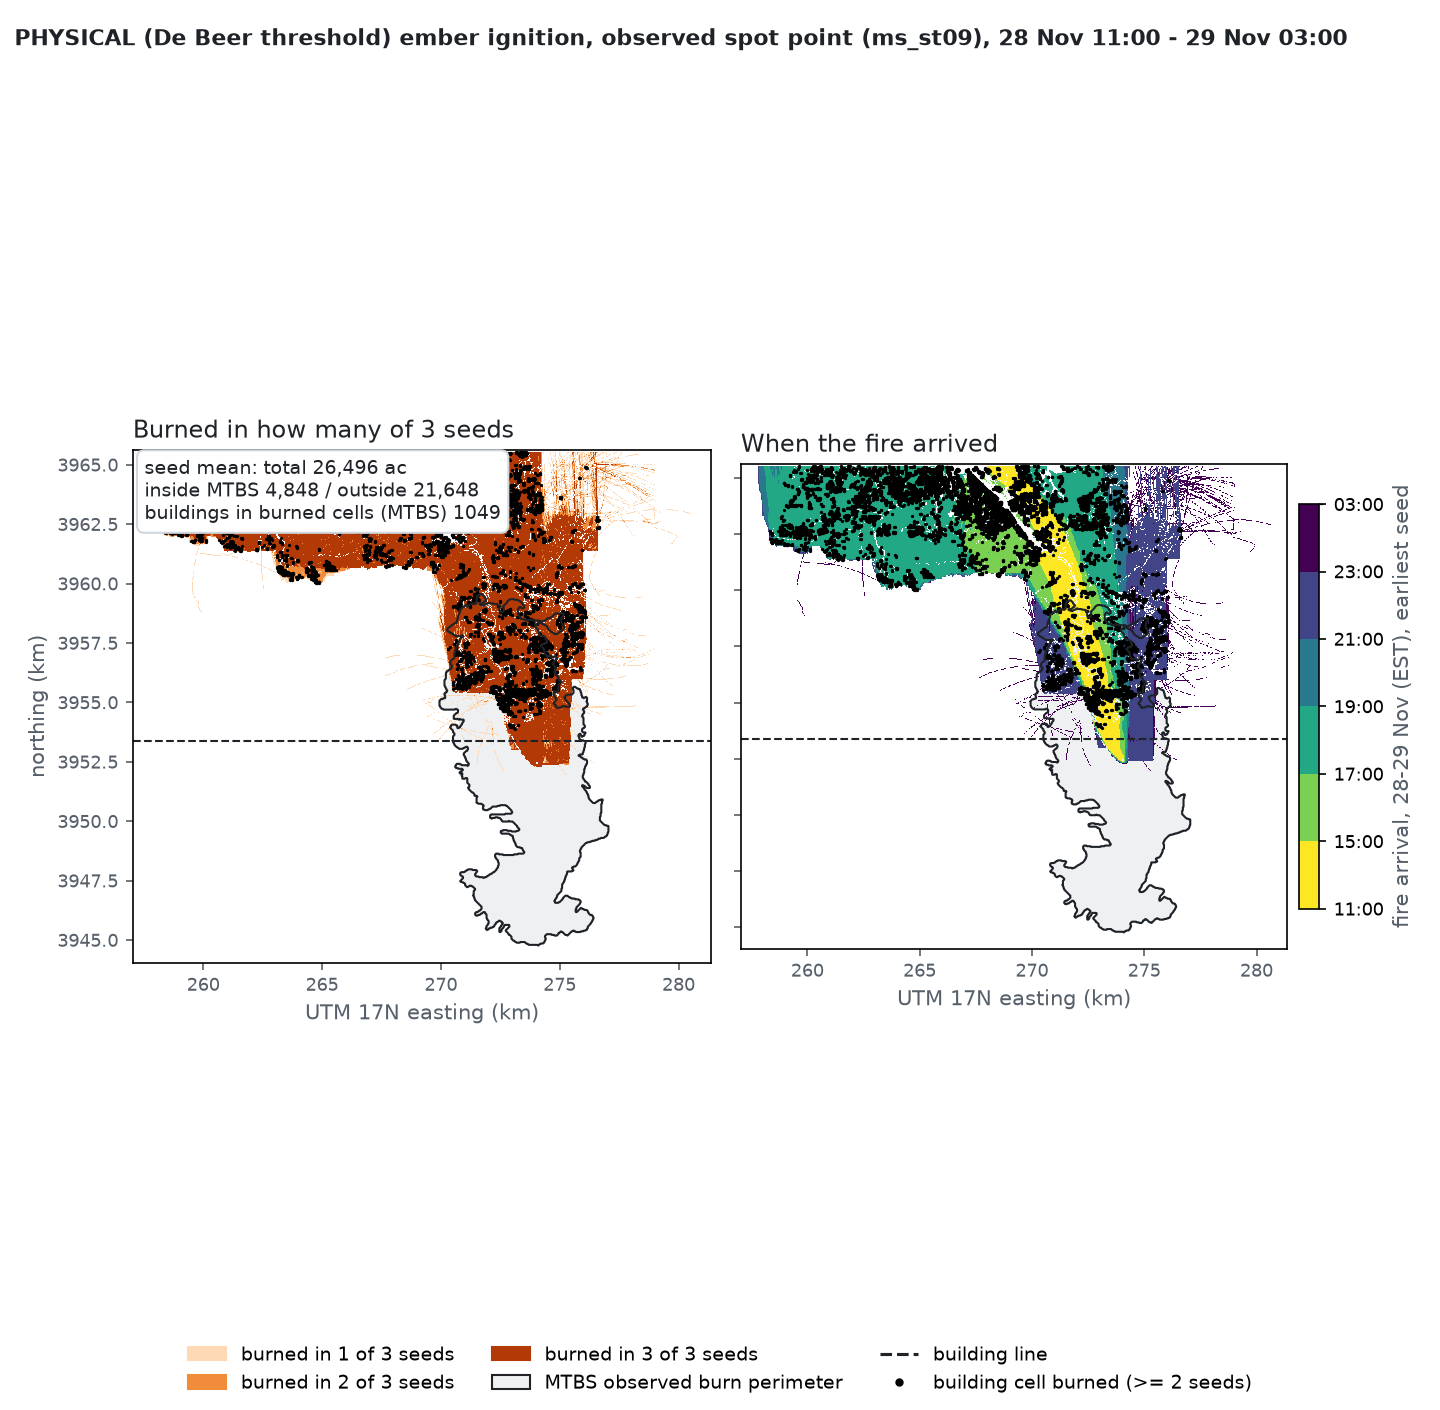 PHYSICAL (De Beer threshold) ember ignition, observed spot point (ms_st09), 28 Nov 11:00 - 29 Nov 03:00
Burned in how many of 3 seeds
seed mean: total 26,496 ac
inside MTBS 4,848 / outside 21,648
buildings in burned cells (MTBS) 1049
3965.0
3962.5
3960.0
3957.5
3955.0
3952.5
3950.0
3947.5
3945.0
northing (km)
260
265
270
275
280
UTM 17N easting (km)
When the fire arrived
260
265
270
275
280
UTM 17N easting (km)
03:00
23:00
21:00
19:00
17:00
15:00
11:00
fire arrival, 28-29 Nov (EST), earliest seed
burned in 1 of 3 seeds
burned in 2 of 3 seeds
burned in 3 of 3 seeds
MTBS observed burn perimeter
building line
building cell burned (>= 2 seeds)